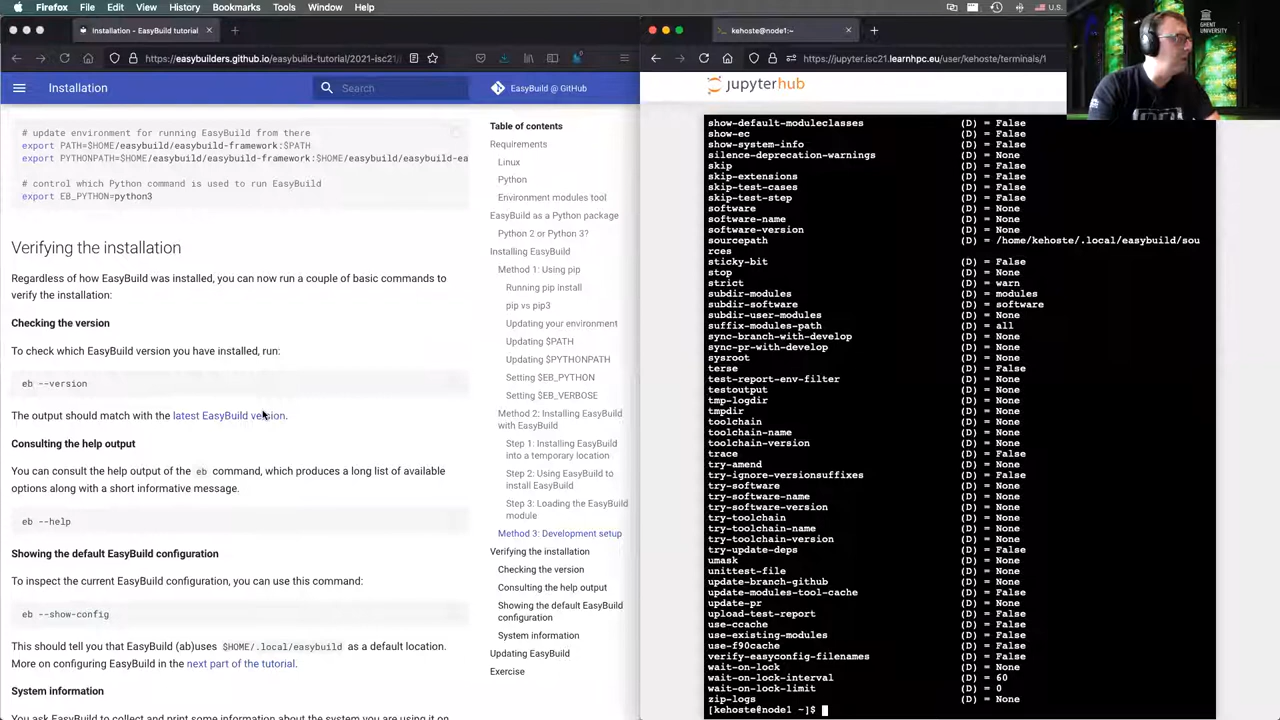 Firefox File Edit View History Bookmarks Tools Window Help
Installation - EasyBuild tutorial
https://easybuilders.github.io/easybuild-tutorial/2021-isc21/
Installation
Search
EasyBuild @ GitHub
# update environment for running EasyBuild from there
export PATH=$HOME/easybuild/easybuild-framework:$PATH
export PYTHONPATH=$HOME/easybuild/easybuild-framework:$HOME/easybuild/easybuild-ea
# control which Python command is used to run EasyBuild
export EB_PYTHON=python3
Verifying the installation
Regardless of how EasyBuild was installed, you can now run a couple of basic commands to
verify the installation:
Checking the version
To check which EasyBuild version you have installed, run:
eb --version
The output should match with the latest EasyBuild version.
Consulting the help output
You can consult the help output of the eb command, which produces a long list of available
options along with a short informative message.
eb --help
Showing the default EasyBuild configuration
To inspect the current EasyBuild configuration, you can use this command:
eb --show-config
This should tell you that EasyBuild (ab)uses $HOME/.local/easybuild as a default location.
More on configuring EasyBuild in the next part of the tutorial.
System information
You ask EasyBuild to collect and print some information about the system you are using it on
Table of contents
Requirements
Linux
Python
Environment modules tool
EasyBuild as a Python package
Python 2 or Python 3?
Installing EasyBuild
Method 1: Using pip
Running pip install
pip vs pip3
Updating your environment
Updating $PATH
Updating $PYTHONPATH
Setting $EB_PYTHON
Setting $EB_VERBOSE
Method 2; Installing EasyBuild
with EasyBuild
Step 1: Installing EasyBuild
into a temporary location
Step 2: Using EasyBuild to
install EasyBuild
Step 3: Loading the EasyBuild
module
Method 3: Development setup
Verifying the installation
Checking the version
Consulting the help output
Showing the default EasyBuild
configuration
System information
Updating EasyBuild
Exercise
kehoste@node1:~
https://jupyter.isc21.learnhpc.eu/user/kehoste/terminals/1
jupyterhub
show-default-moduleclasses (D) = False
show-ec (D) = False
show-system-info (D) = False
silence-deprecation-warnings (D) = None
skip (D) = False
skip-extensions (D) = False
skip-test-cases (D) = False
skip-test-step (D) = False
software (D) = None
software-name (D) = None
software-version (D) = None
sourcepath (D) = /home/kehoste/.local/easybuild/sou
rces
sticky-bit (D) = False
stop (D) = None
strict (D) = warn
subdir-modules (D) = modules
subdir-software (D) = software
subdir-user-modules (D) = None
suffix-modules-path (D) = all
sync-branch-with-develop (D) = None
sync-pr-with-develop (D) = None
sysroot (D) = None
terse (D) = False
test-report-env-filter (D) = None
testoutput (D) = None
tmp-logdir (D) = None
tmpdir (D) = None
toolchain (D) = None
toolchain-name (D) = None
toolchain-version (D) = None
trace (D) = False
try-amend (D) = None
try-ignore-versionsuffixes (D) = False
try-software (D) = None
try-software-name (D) = None
try-software-version (D) = None
try-toolchain (D) = None
try-toolchain-name (D) = None
try-toolchain-version (D) = None
try-update-deps (D) = False
umask (D) = None
unittest-file (D) = None
update-branch-github (D) = None
update-modules-tool-cache (D) = False
update-pr (D) = None
upload-test-report (D) = False
use-ccache (D) = False
use-existing-modules (D) = False
use-f90cache (D) = False
verify-easyconfig-filenames (D) = False
wait-on-lock (D) = None
wait-on-lock-interval (D) = 60
wait-on-lock-limit (D) = 0
zip-logs (D) = None
[kehoste@node1 ~]$
U.S.
GHENT
UNIVERSITY